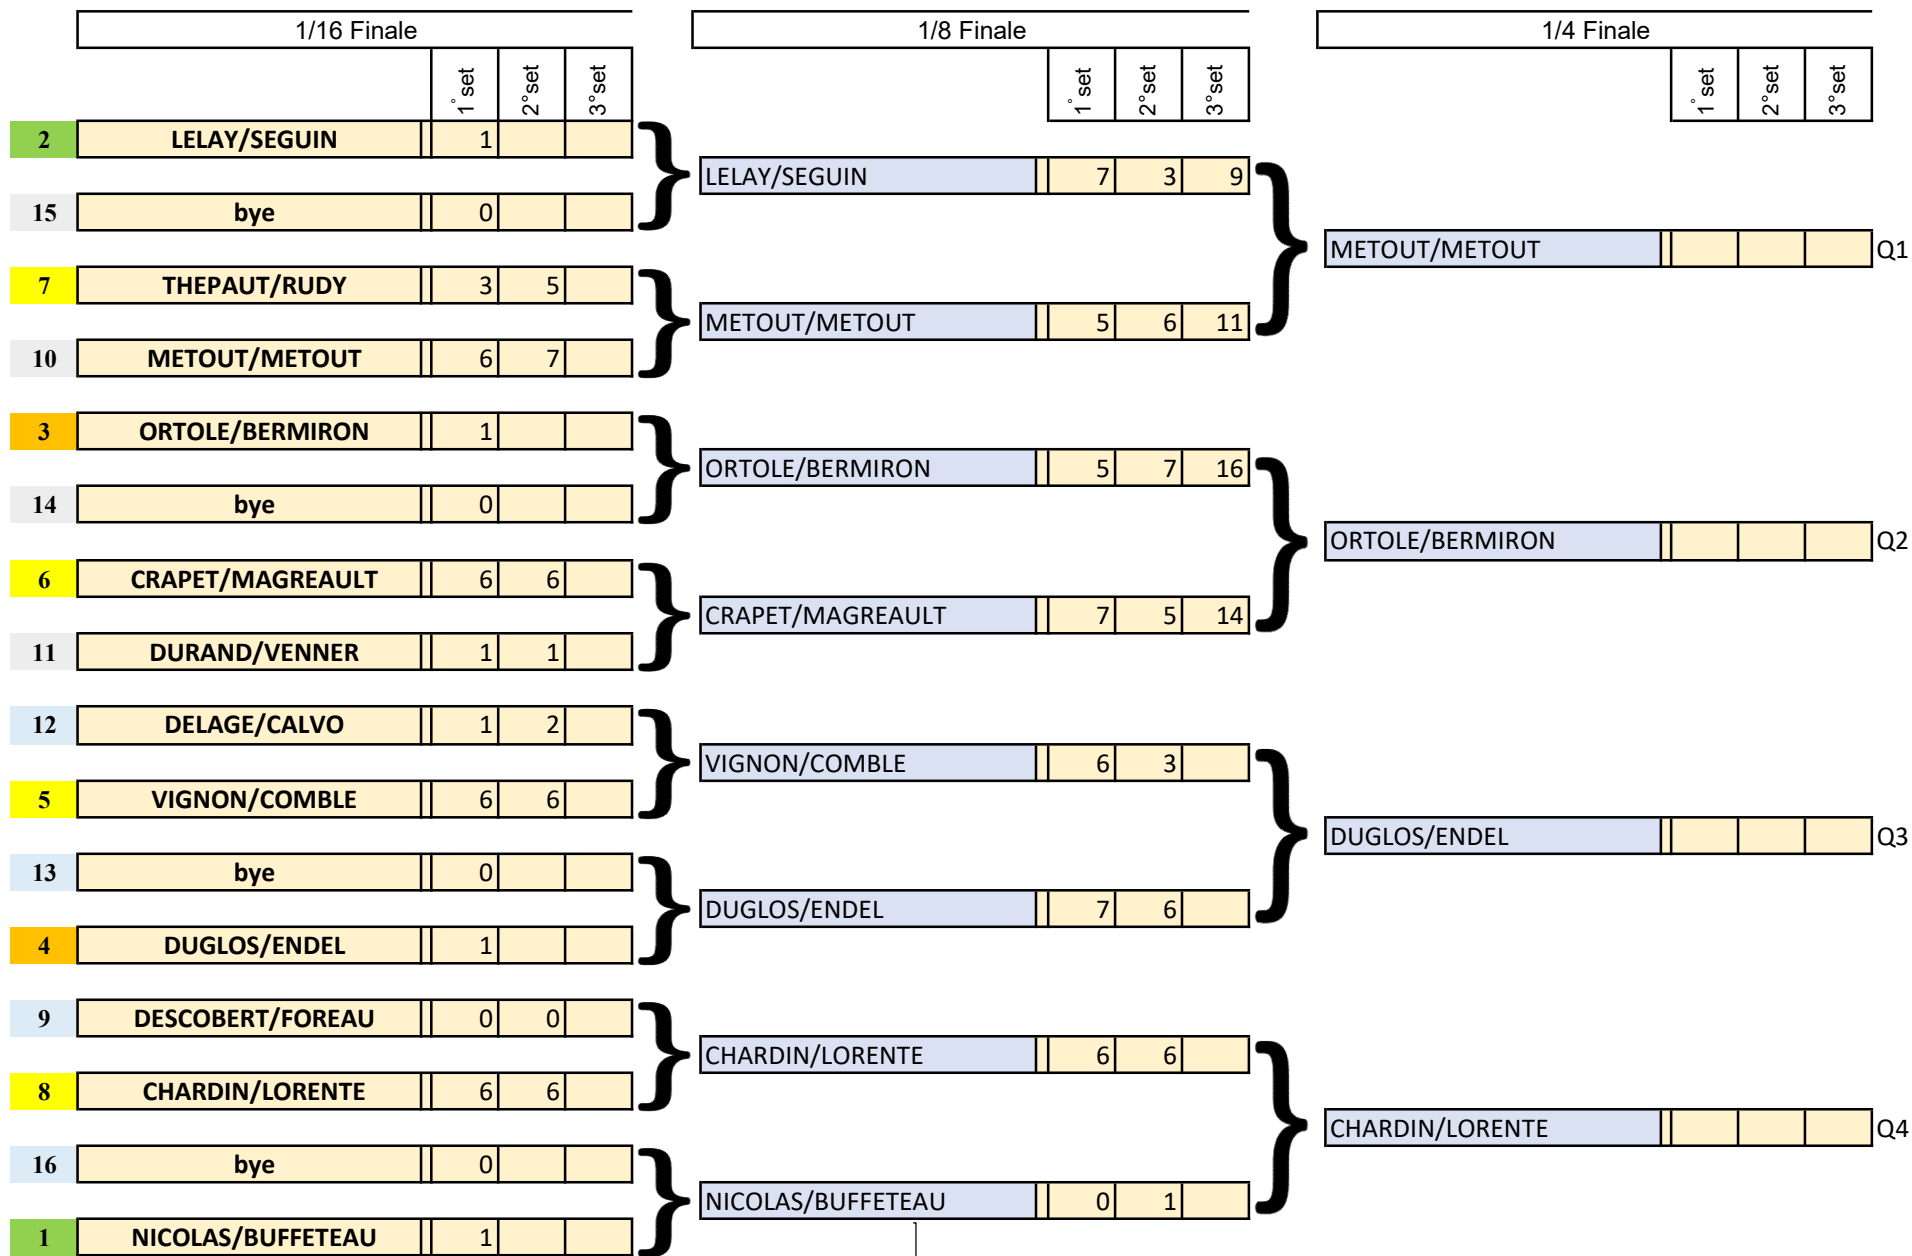 1/16 Finale 1/8 Finale 1/4 Finale
1°set 2°set 3°set 1°set 2°set 3°set 1°set 2°set 3°set
2 LELAY/SEGUIN 1
LELAY/SEGUIN 7 3 9
15 bye 0
METOUT/METOUT Q1
7 THEPAUT/RUDY 3 5
METOUT/METOUT 5 6 11
10 METOUT/METOUT 6 7
3 ORTOLE/BERMIRON 1
ORTOLE/BERMIRON 5 7 16
14 bye 0
ORTOLE/BERMIRON Q2
6 CRAPET/MAGREAULT 6 6
CRAPET/MAGREAULT 7 5 14
11 DURAND/VENNER 1 1
12 DELAGE/CALVO 1 2
VIGNON/COMBLE 6 3
5 VIGNON/COMBLE 6 6
DUGLOS/ENDEL Q3
13 bye 0
DUGLOS/ENDEL 7 6
4 DUGLOS/ENDEL 1
9 DESCOBERT/FOREAU 0 0
CHARDIN/LORENTE 6 6
8 CHARDIN/LORENTE 6 6
CHARDIN/LORENTE Q4
16 bye 0
NICOLAS/BUFFETEAU 0 1
1 NICOLAS/BUFFETEAU 1